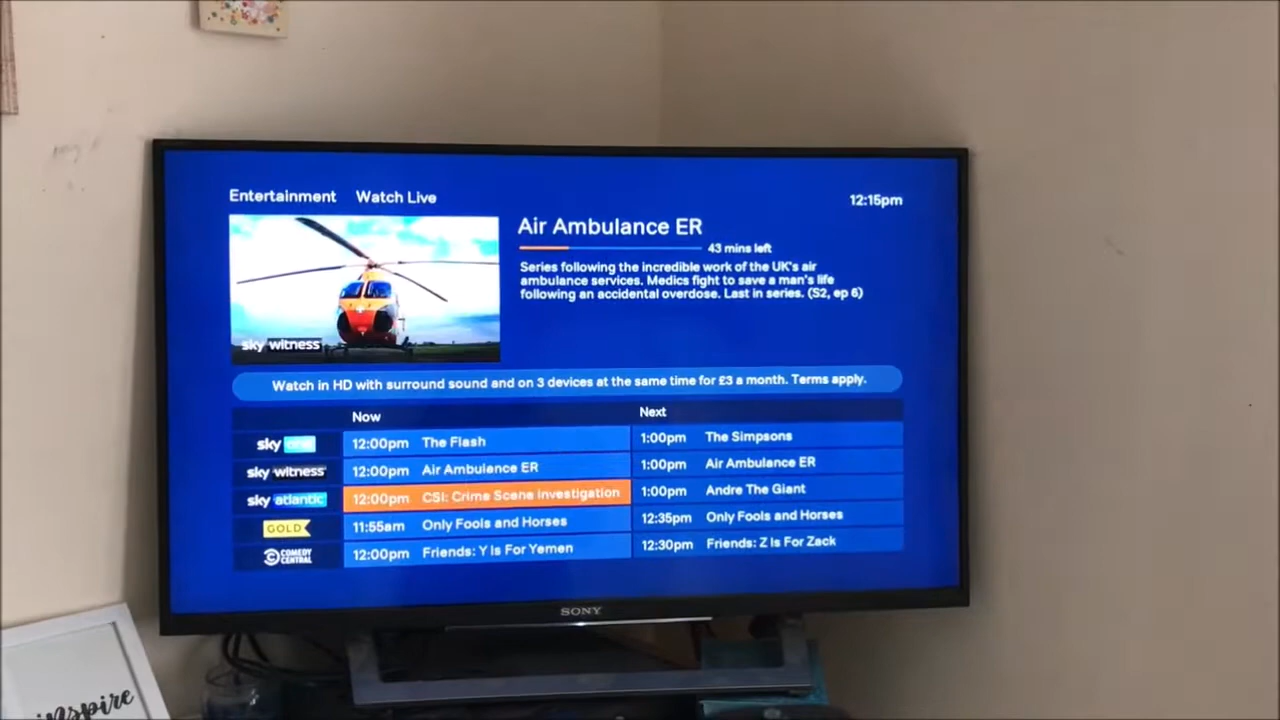 Entertainment Watch Live
12:15pm
Air Ambulance ER
43 mins left
Series following the incredible work of the UK's air
ambulance services. Medics fight to save a man's life
following an accidental overdose. Last in series. (S2, ep 6)
sky witness
Watch in HD with surround sound and on 3 devices at the same time for £3 a month. Terms apply.
Now Next
sky one 12:00pm The Flash 1:00pm The Simpsons
sky witness 12:00pm Air Ambulance ER 1:00pm Air Ambulance ER
sky atlantic 12:00pm CSI: Crime Scene Investigation 1:00pm Andre The Giant
GOLD 11:55am Only Fools and Horses 12:35pm Only Fools and Horses
COMEDY CENTRAL 12:00pm Friends: Y Is For Yemen 12:30pm Friends: Z Is For Zack
SONY
inspire